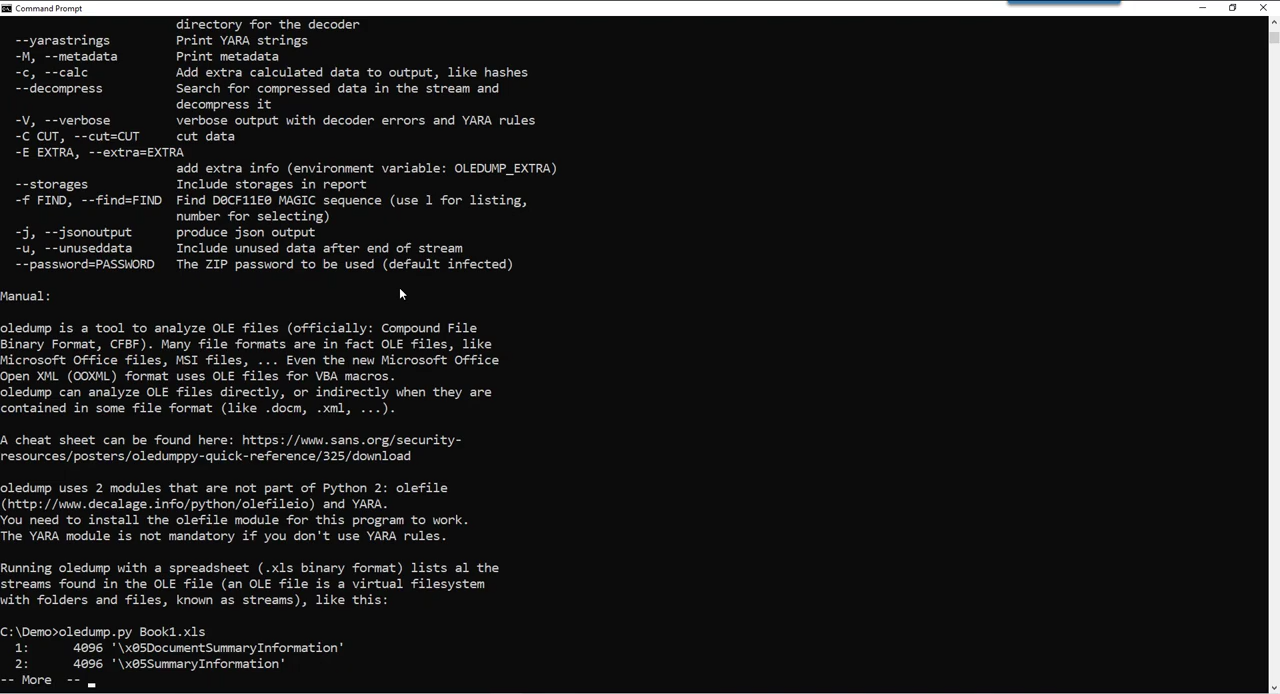 Command Prompt
directory for the decoder
--yarastrings Print YARA strings
-M, --metadata Print metadata
-c, --calc Add extra calculated data to output, like hashes
--decompress Search for compressed data in the stream and
decompress it
-V, --verbose verbose output with decoder errors and YARA rules
-C CUT, --cut=CUT cut data
-E EXTRA, --extra=EXTRA
add extra info (environment variable: OLEDUMP_EXTRA)
--storages Include storages in report
-f FIND, --find=FIND Find D0CF11E0 MAGIC sequence (use l for listing,
number for selecting)
-j, --jsonoutput produce json output
-u, --unuseddata Include unused data after end of stream
--password=PASSWORD The ZIP password to be used (default infected)
Manual:
oledump is a tool to analyze OLE files (officially: Compound File
Binary Format, CFBF). Many file formats are in fact OLE files, like
Microsoft Office files, MSI files, ... Even the new Microsoft Office
Open XML (OOXML) format uses OLE files for VBA macros.
oledump can analyze OLE files directly, or indirectly when they are
contained in some file format (like .docm, .xml, ...).
A cheat sheet can be found here: https://www.sans.org/security-
resources/posters/oledumppy-quick-reference/325/download
oledump uses 2 modules that are not part of Python 2: olefile
(http://www.decalage.info/python/olefileio) and YARA.
You need to install the olefile module for this program to work.
The YARA module is not mandatory if you don't use YARA rules.
Running oledump with a spreadsheet (.xls binary format) lists al the
streams found in the OLE file (an OLE file is a virtual filesystem
with folders and files, known as streams), like this:
C:\Demo>oledump.py Book1.xls
1: 4096 '\x05DocumentSummaryInformation'
2: 4096 '\x05SummaryInformation'
-- More --